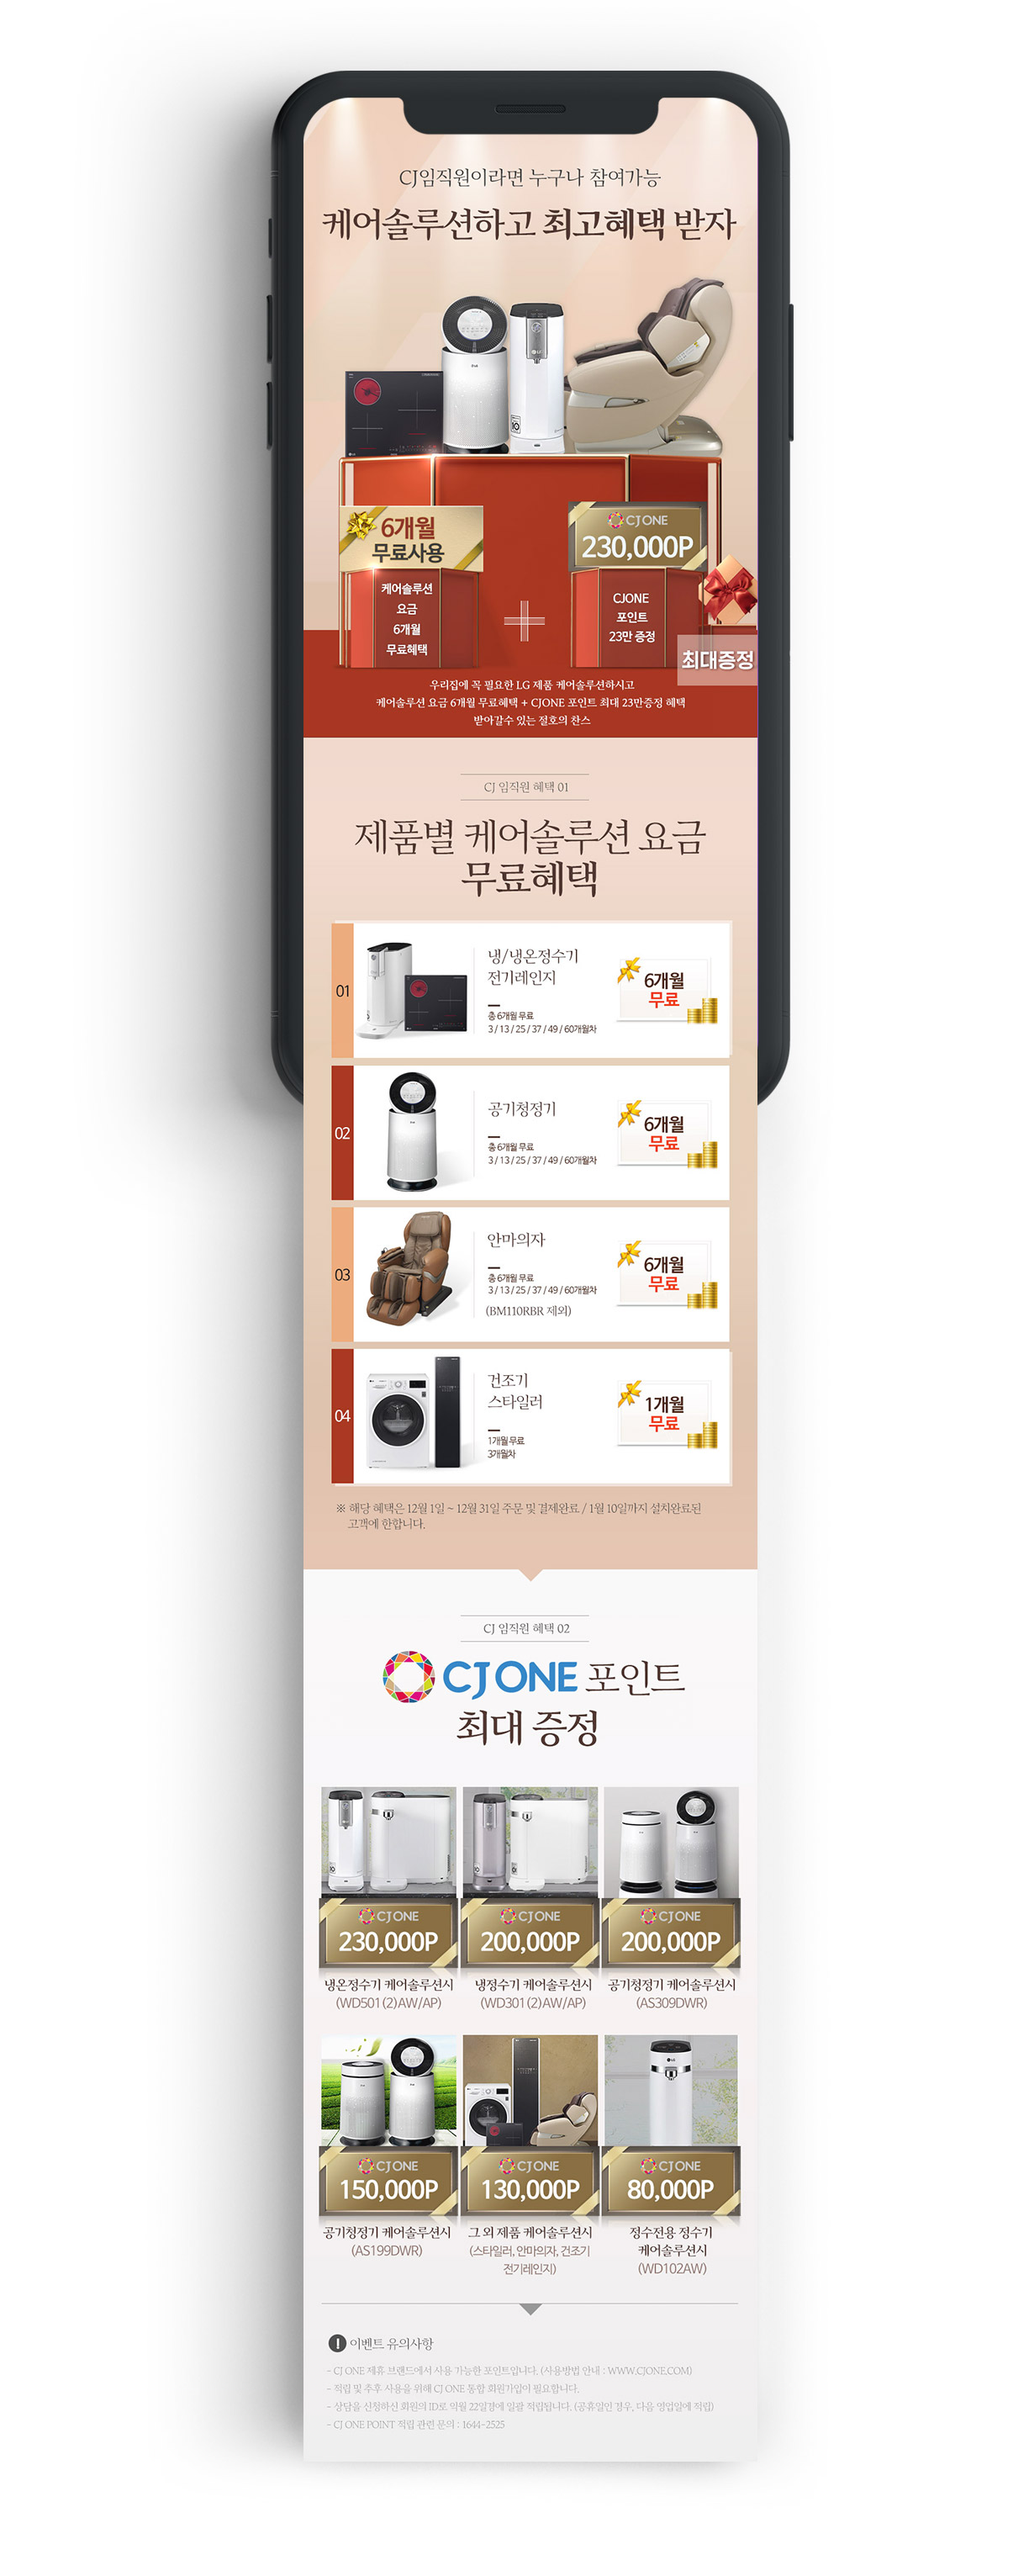 CJ임직원이라면 누구나 참여가능
케어솔루션하고 최고혜택 받자
6개월
무료사용
케어솔루션
요금
6개월
무료혜택
CJ ONE
230,000P
CJONE
포인트
23만 증정
최대증정
우리집에 꼭 필요한 LG 제품 케어솔루션하시고
케어솔루션 요금 6개월 무료혜택 + CJONE 포인트 최대 23만증정 혜택
받아갈수 있는 절호의 찬스
CJ 임직원 혜택 01
제품별 케어솔루션 요금
무료혜택
01
냉/냉온정수기
전기레인지
총 6개월 무료
3 / 13 / 25 / 37 / 49 / 60개월차
6개월
무료
02
공기청정기
총 6개월 무료
3 / 13 / 25 / 37 / 49 / 60개월차
6개월
무료
03
안마의자
총 6개월 무료
3 / 13 / 25 / 37 / 49 / 60개월차
(BM110RBR 제외)
6개월
무료
04
건조기
스타일러
1개월 무료
3개월차
1개월
무료
※ 해당 혜택은 12월 1일 ~ 12월 31일 주문 및 결제완료 / 1월 10일까지 설치완료된
고객에 한합니다.
CJ 임직원 혜택 02
CJ ONE 포인트
최대 증정
CJ ONE
230,000P
냉온정수기 케어솔루션시
(WD501(2)AW/AP)
CJ ONE
200,000P
냉정수기 케어솔루션시
(WD301(2)AW/AP)
CJ ONE
200,000P
공기청정기 케어솔루션시
(AS309DWR)
CJ ONE
150,000P
공기청정기 케어솔루션시
(AS199DWR)
CJ ONE
130,000P
그 외 제품 케어솔루션시
(스타일러, 안마의자, 건조기
전기레인지)
CJ ONE
80,000P
정수전용 정수기
케어솔루션시
(WD102AW)
! 이벤트 유의사항
- CJ ONE 제휴 브랜드에서 사용 가능한 포인트입니다. (사용방법 안내 : WWW.CJONE.COM)
- 적립 및 추후 사용을 위해 CJ ONE 통합 회원가입이 필요합니다.
- 상담을 신청하신 회원의 ID로 익월 22일경에 일괄 적립됩니다. (공휴일인 경우, 다음 영업일에 적립)
- CJ ONE POINT 적립 관련 문의 : 1644-2525